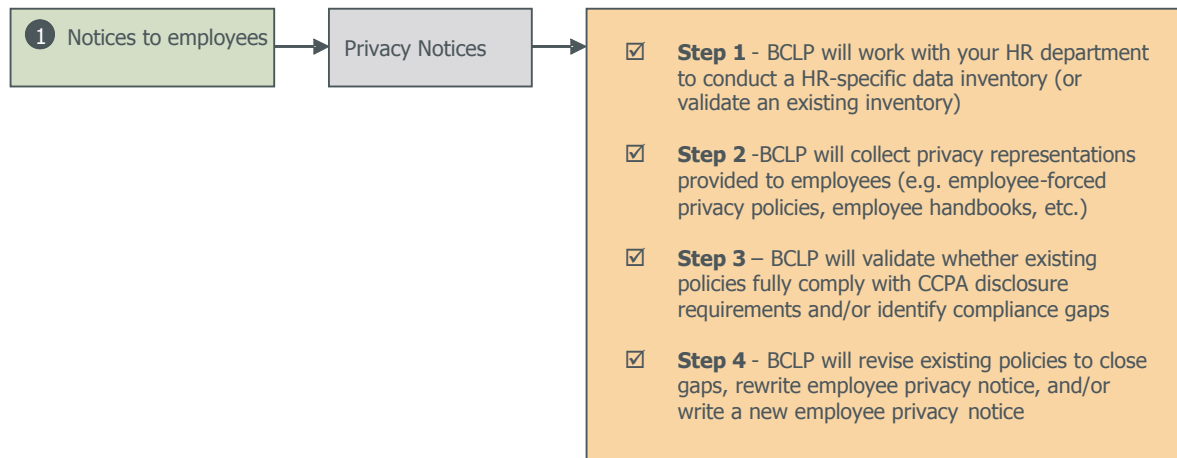 1 Notices to employees
Privacy Notices
☑ Step 1 - BCLP will work with your HR department
to conduct a HR-specific data inventory (or
validate an existing inventory)
☑ Step 2 -BCLP will collect privacy representations
provided to employees (e.g. employee-forced
privacy policies, employee handbooks, etc.)
☑ Step 3 – BCLP will validate whether existing
policies fully comply with CCPA disclosure
requirements and/or identify compliance gaps
☑ Step 4 - BCLP will revise existing policies to close
gaps, rewrite employee privacy notice, and/or
write a new employee privacy notice